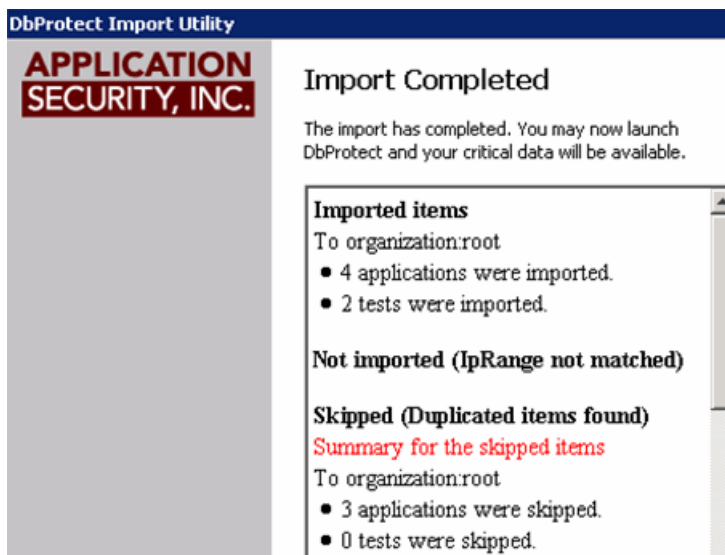 DbProtect Import Utility
APPLICATION
SECURITY, INC.
Import Completed
The import has completed. You may now launch
DbProtect and your critical data will be available.
Imported items
To organization:root
• 4 applications were imported.
• 2 tests were imported.
Not imported (IpRange not matched)
Skipped (Duplicated items found)
Summary for the skipped items
To organization:root
• 3 applications were skipped.
• 0 tests were skipped.